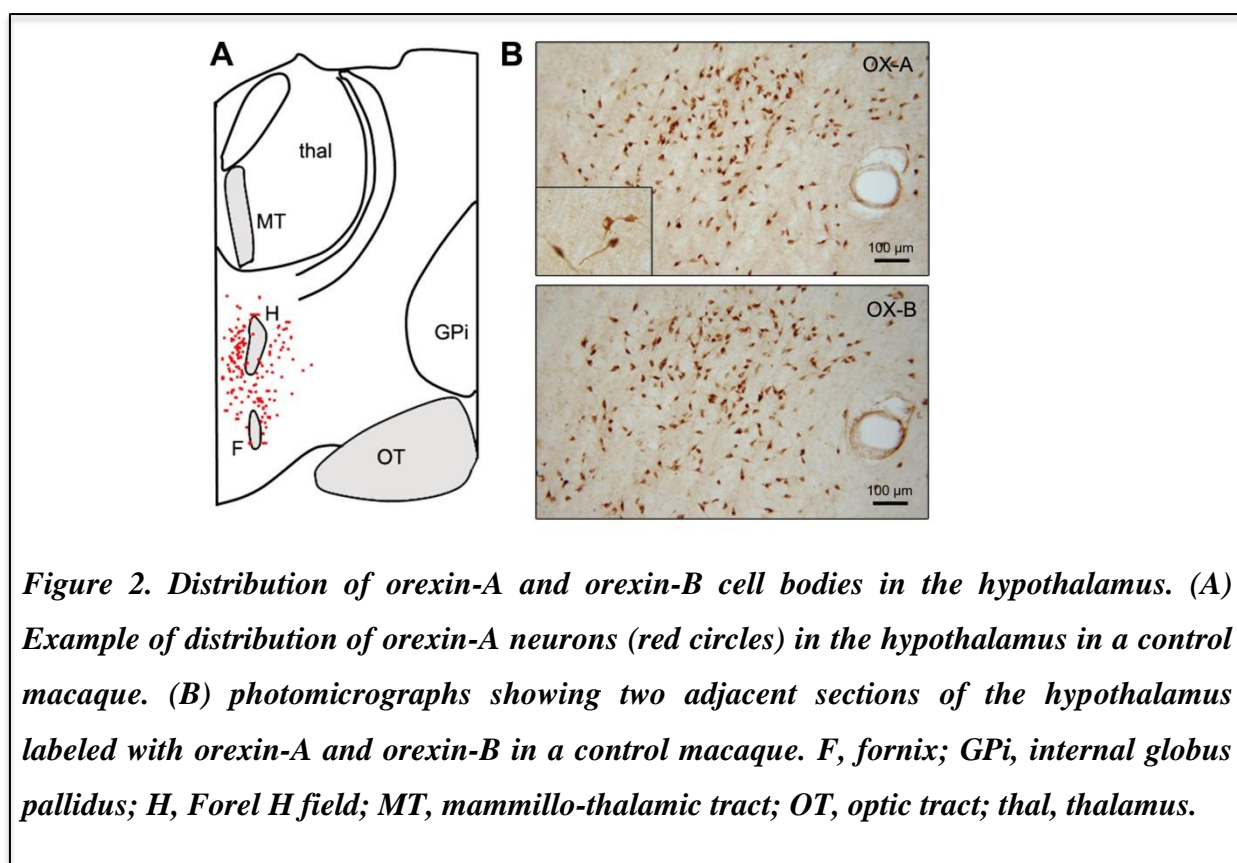 A
B
OX-A
thal
MT
100 µm
H
OX-B
GPi
F
OT
100 µm
Figure 2. Distribution of orexin-A and orexin-B cell bodies in the hypothalamus. (A)
Example of distribution of orexin-A neurons (red circles) in the hypothalamus in a control
macaque. (B) photomicrographs showing two adjacent sections of the hypothalamus
labeled with orexin-A and orexin-B in a control macaque. F, fornix; GPi, internal globus
pallidus; H, Forel H field; MT, mammillo-thalamic tract; OT, optic tract; thal, thalamus.